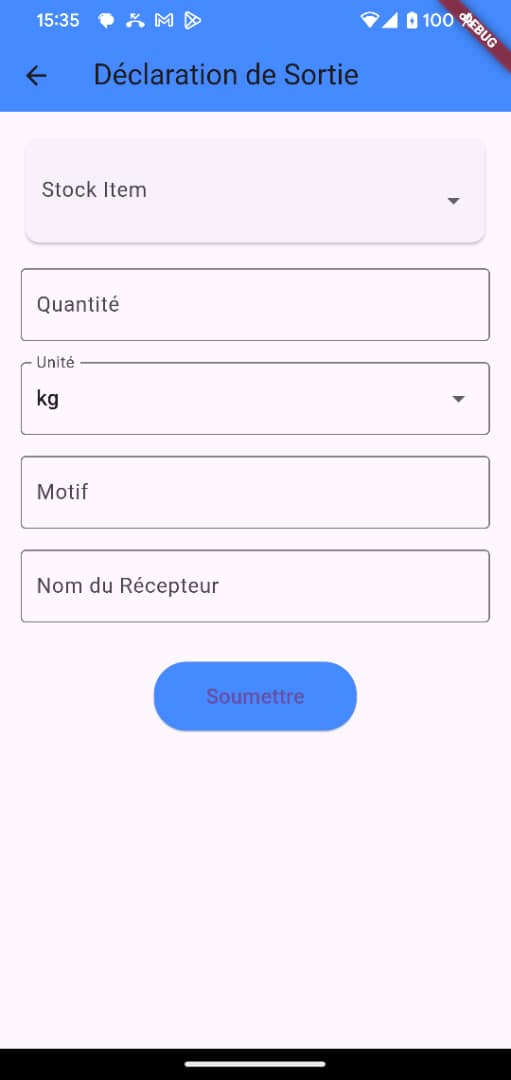 15:35
100
DEBUG
Déclaration de Sortie
Stock Item
Quantité
Unité
kg
Motif
Nom du Récepteur
Soumettre